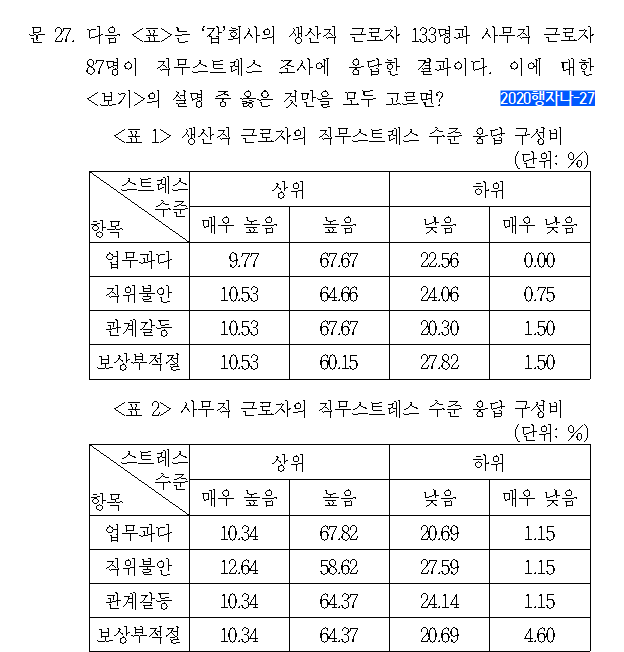 문 27. 다음 <표>는 ‘갑’회사의 생산직 근로자 133명과 사무직 근로자
87명이 직무스트레스 조사에 응답한 결과이다. 이에 대한
<보기>의 설명 중 옳은 것만을 모두 고르면? 2020행자나-27
<표 1> 생산직 근로자의 직무스트레스 수준 응답 구성비
(단위: %)
스트레스 수준 항목 상위 하위
매우 높음 높음 낮음 매우 낮음
업무과다 9.77 67.67 22.56 0.00
직위불안 10.53 64.66 24.06 0.75
관계갈등 10.53 67.67 20.30 1.50
보상부적절 10.53 60.15 27.82 1.50
<표 2> 사무직 근로자의 직무스트레스 수준 응답 구성비
(단위: %)
스트레스 수준 항목 상위 하위
매우 높음 높음 낮음 매우 낮음
업무과다 10.34 67.82 20.69 1.15
직위불안 12.64 58.62 27.59 1.15
관계갈등 10.34 64.37 24.14 1.15
보상부적절 10.34 64.37 20.69 4.60